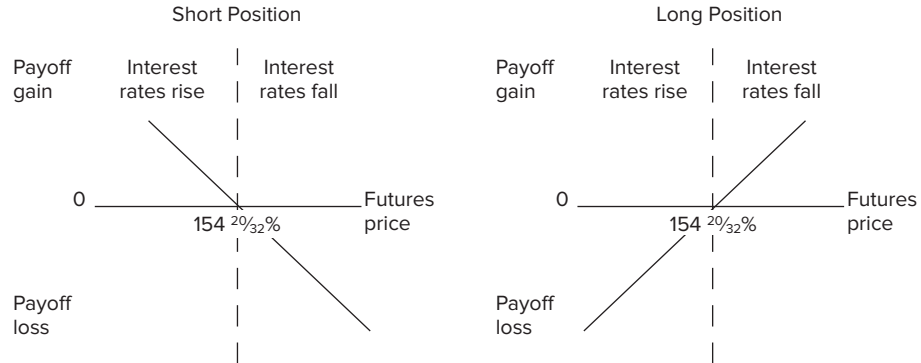 Short Position
Payoff
gain
Interest
rates rise
Interest
rates fall
0
Futures
price
154 20⁄32%
Payoff
loss
Long Position
Payoff
gain
Interest
rates rise
Interest
rates fall
0
Futures
price
154 20⁄32%
Payoff
loss